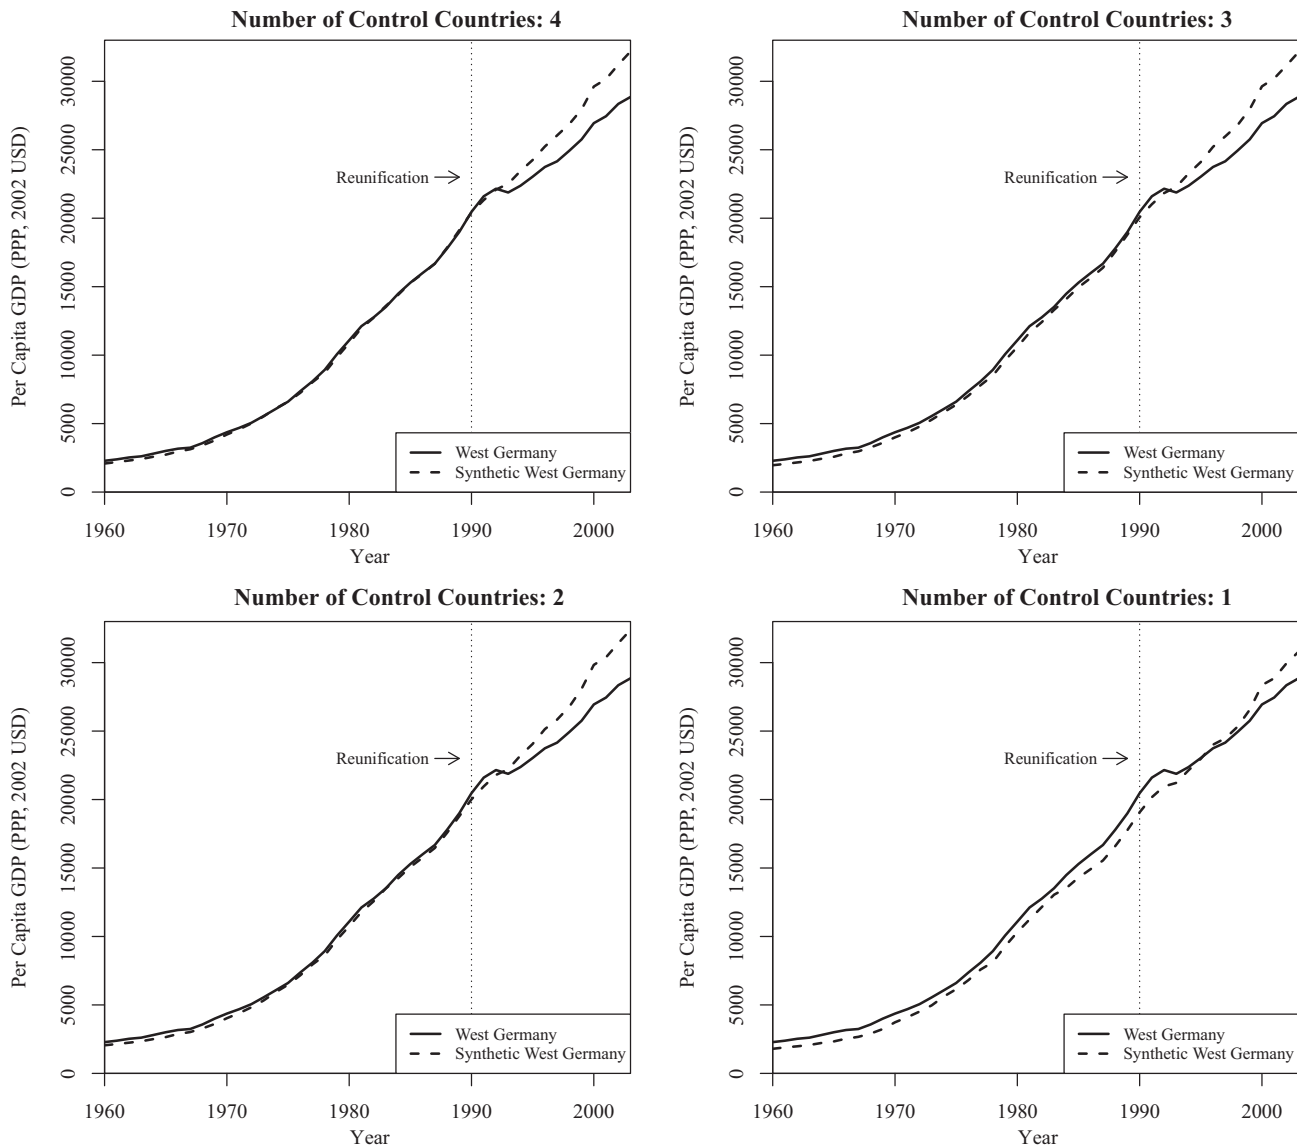 Number of Control Countries: 4
Per Capita GDP (PPP, 2002 USD)
30000
25000
20000
15000
10000
5000
0
Reunification
West Germany
Synthetic West Germany
1960 1970 1980 1990 2000
Year
Number of Control Countries: 3
Per Capita GDP (PPP, 2002 USD)
30000
25000
20000
15000
10000
5000
0
Reunification
West Germany
Synthetic West Germany
1960 1970 1980 1990 2000
Year
Number of Control Countries: 2
Per Capita GDP (PPP, 2002 USD)
30000
25000
20000
15000
10000
5000
0
Reunification
West Germany
Synthetic West Germany
1960 1970 1980 1990 2000
Year
Number of Control Countries: 1
Per Capita GDP (PPP, 2002 USD)
30000
25000
20000
15000
10000
5000
0
Reunification
West Germany
Synthetic West Germany
1960 1970 1980 1990 2000
Year